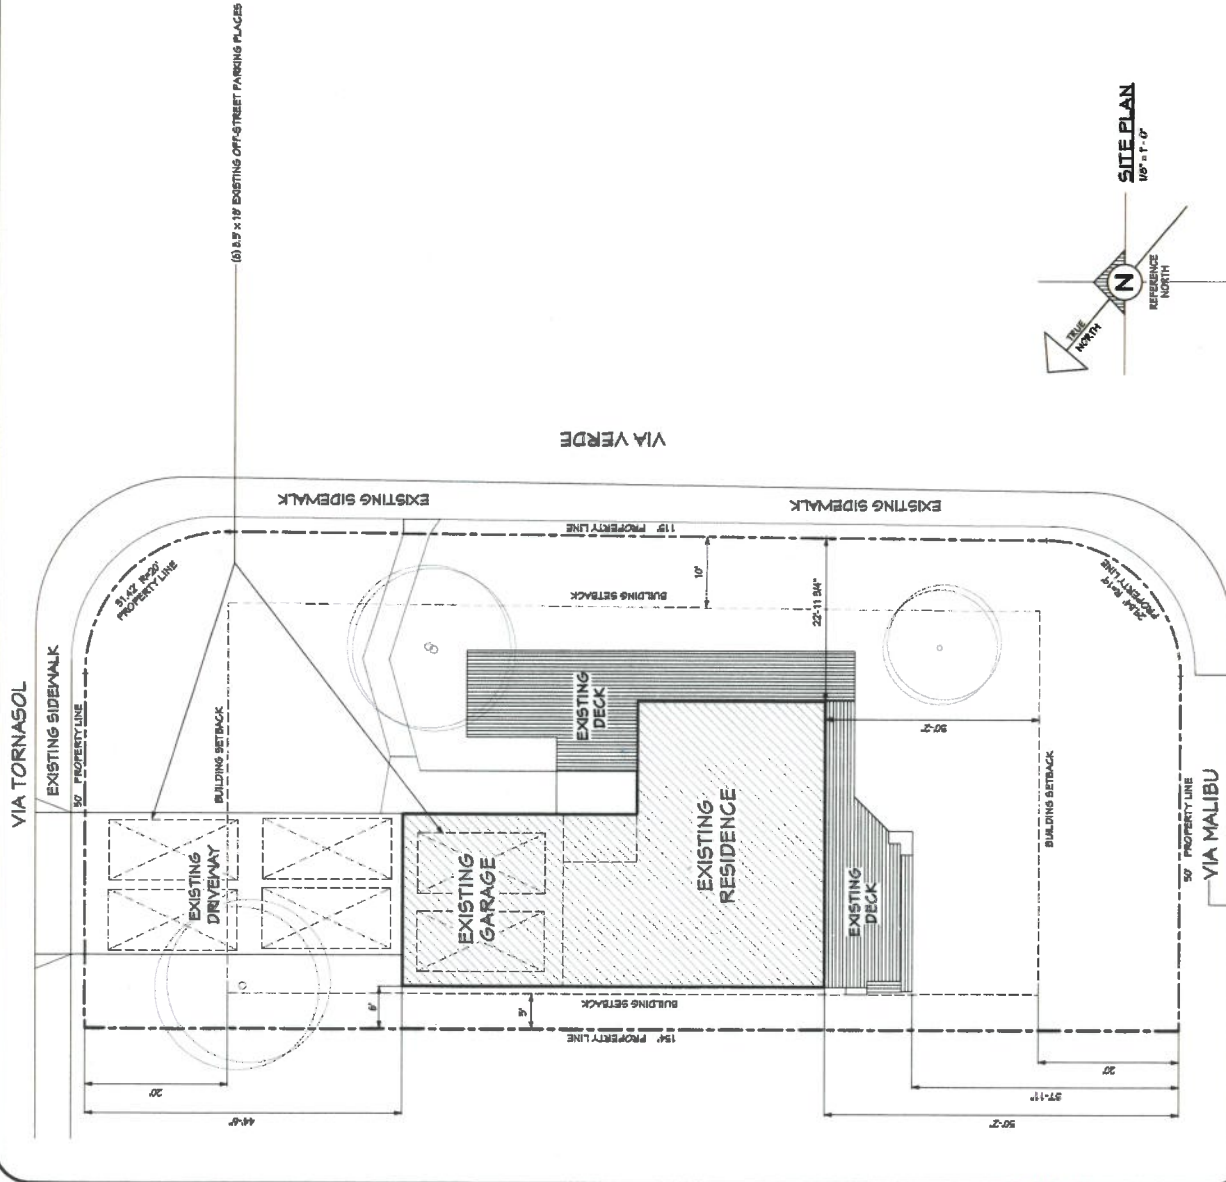 (6) 8.5' x 18' EXISTING OFF-STREET PARKING PLACES
VIA TORNASOL
EXISTING SIDEWALK
50' PROPERTY LINE
31.42' R=20'
PROPERTY LINE
EXISTING SIDEWALK
VIA VERDE
EXISTING SIDEWALK
115' PROPERTY LINE
BUILDING SETBACK
10'
BUILDING SETBACK
22'-11 3/4"
PROPERTY LINE
EXISTING
DRIVEWAY
EXISTING
GARAGE
EXISTING
DECK
EXISTING
RESIDENCE
EXISTING
DECK
BUILDING SETBACK
50' PROPERTY LINE
VIA MALIBU
6'
5'
BUILDING SETBACK
154' PROPERTY LINE
20'
44'-6"
20'
37'-11"
50'-2"
SITE PLAN
1/8" = 1'-0"
TRUE
NORTH
N
REFERENCE
NORTH